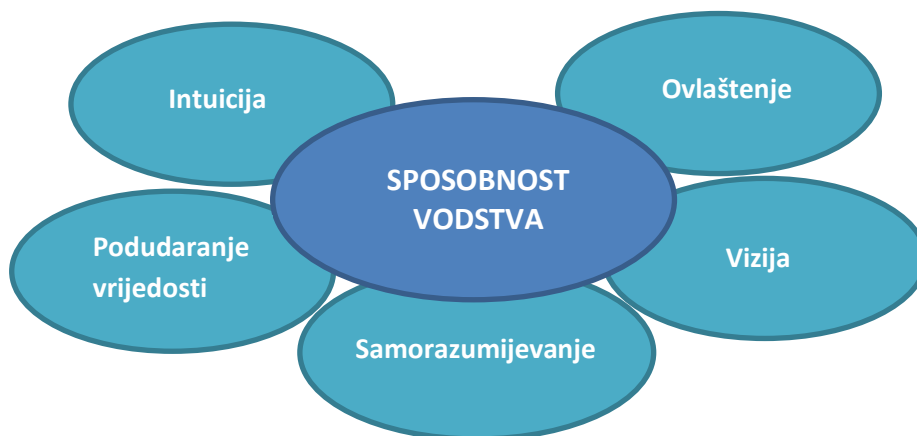 Intuicija
Ovlaštenje
SPOSOBNOST
VODSTVA
Podudaranje
vrijedosti
Vizija
Samorazumijevanje